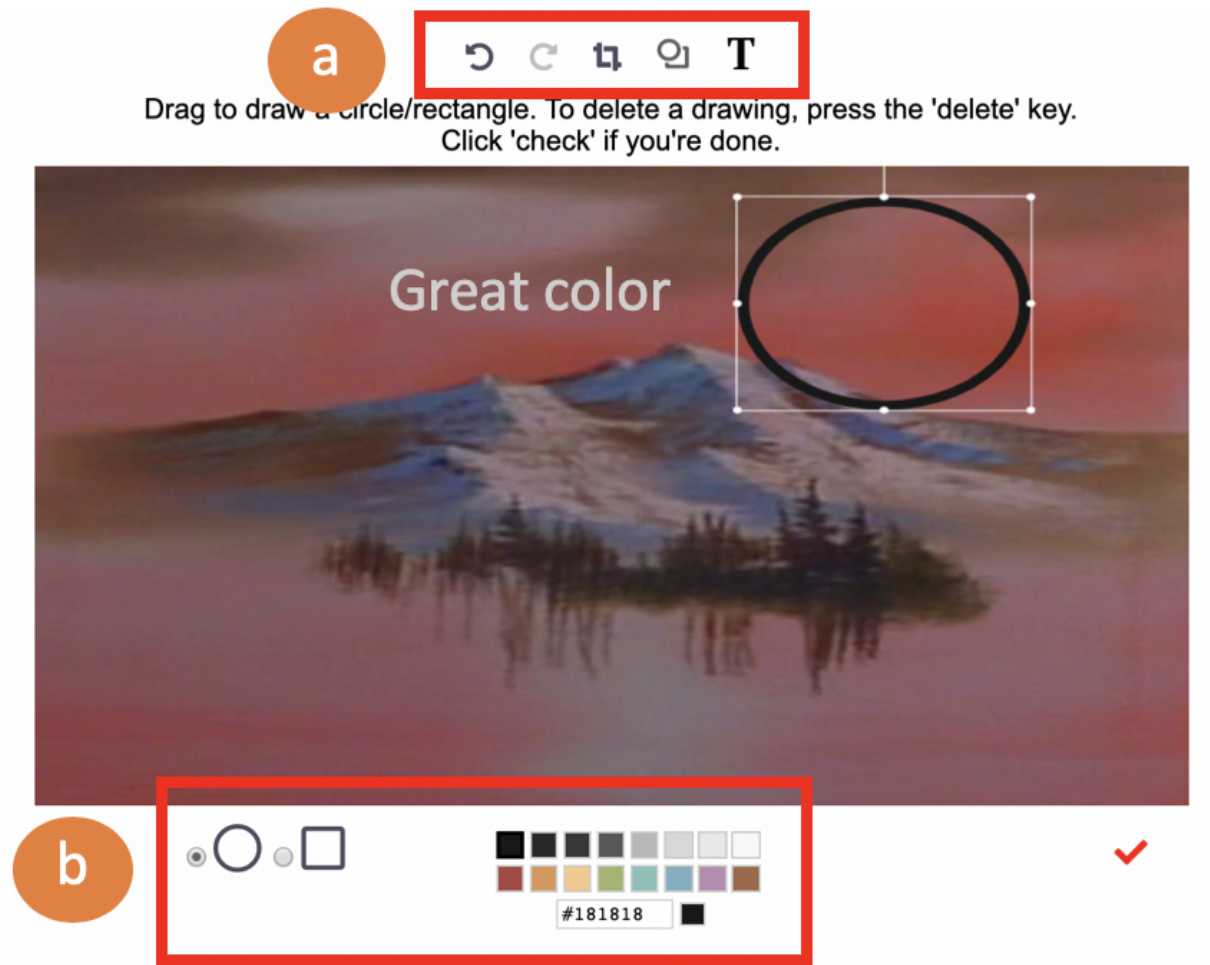 a
T
Drag to draw a circle/rectangle. To delete a drawing, press the 'delete' key.
Click 'check' if you're done.
Great color
b
#181818